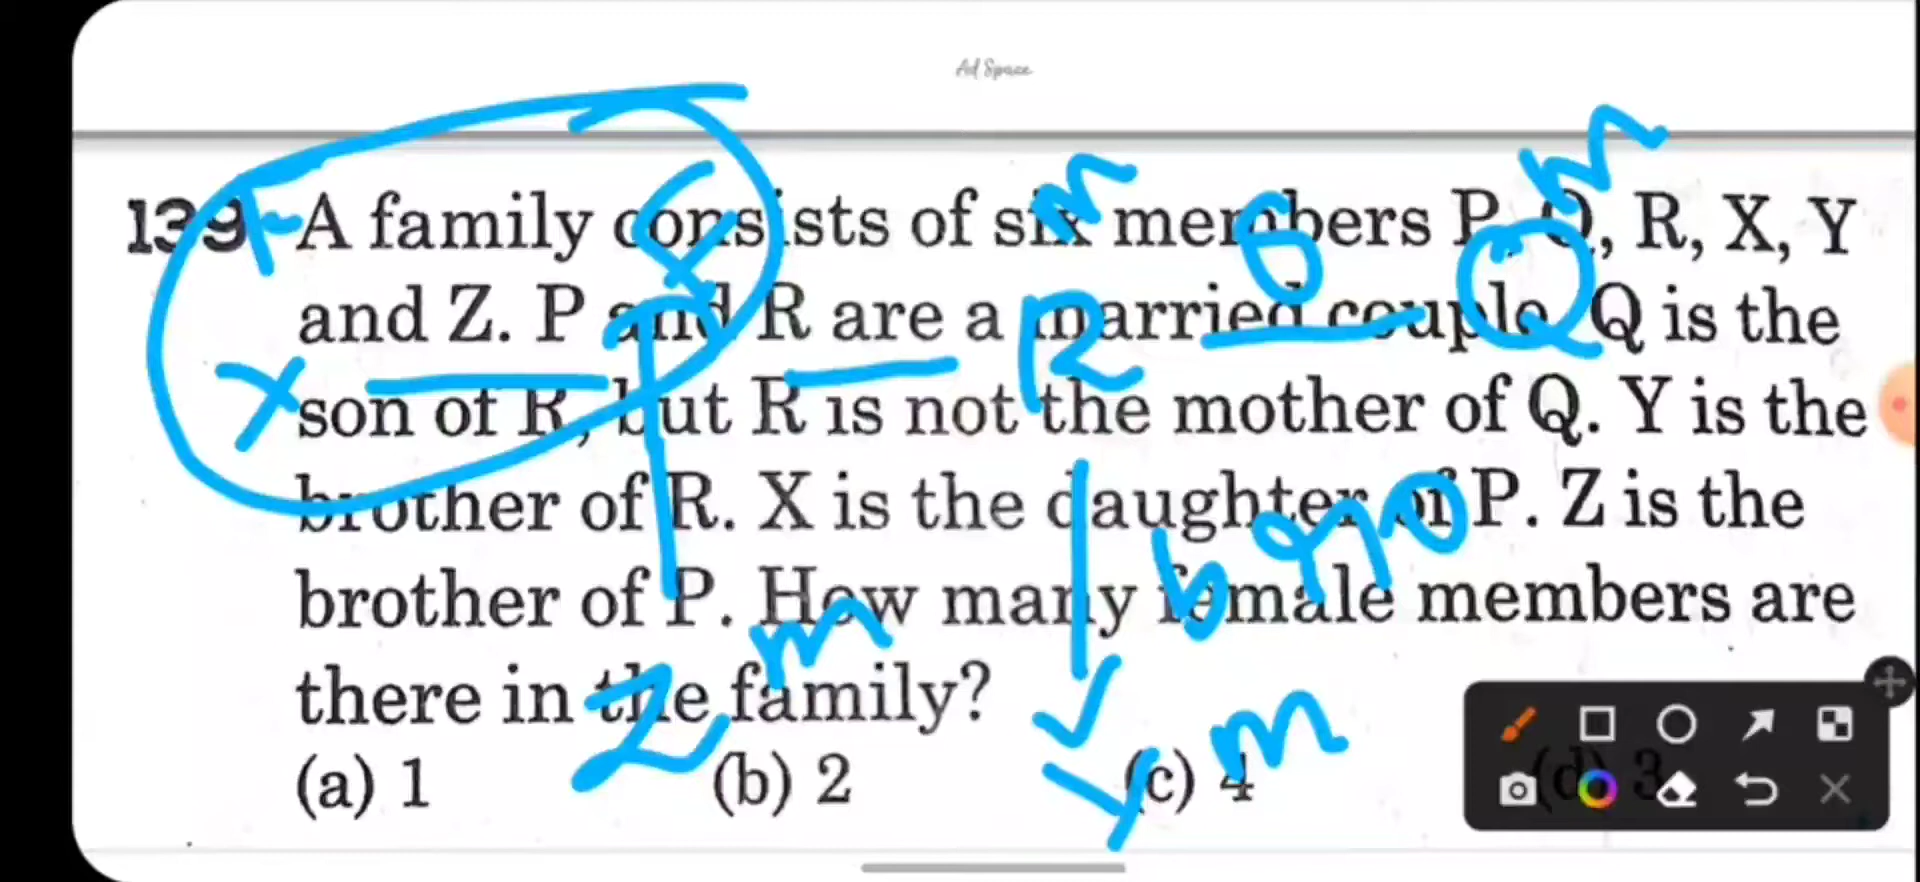 Ad Space
139. A family consists of six members P, Q, R, X, Y
and Z. P and R are a married couple. Q is the
son of R, but R is not the mother of Q. Y is the
brother of R. X is the daughter of P. Z is the
brother of P. How many female members are
there in the family?
(a) 1 (b) 2 (c) 4 (d) 3
F F m 6 m
P R Q
X
Z m Y m